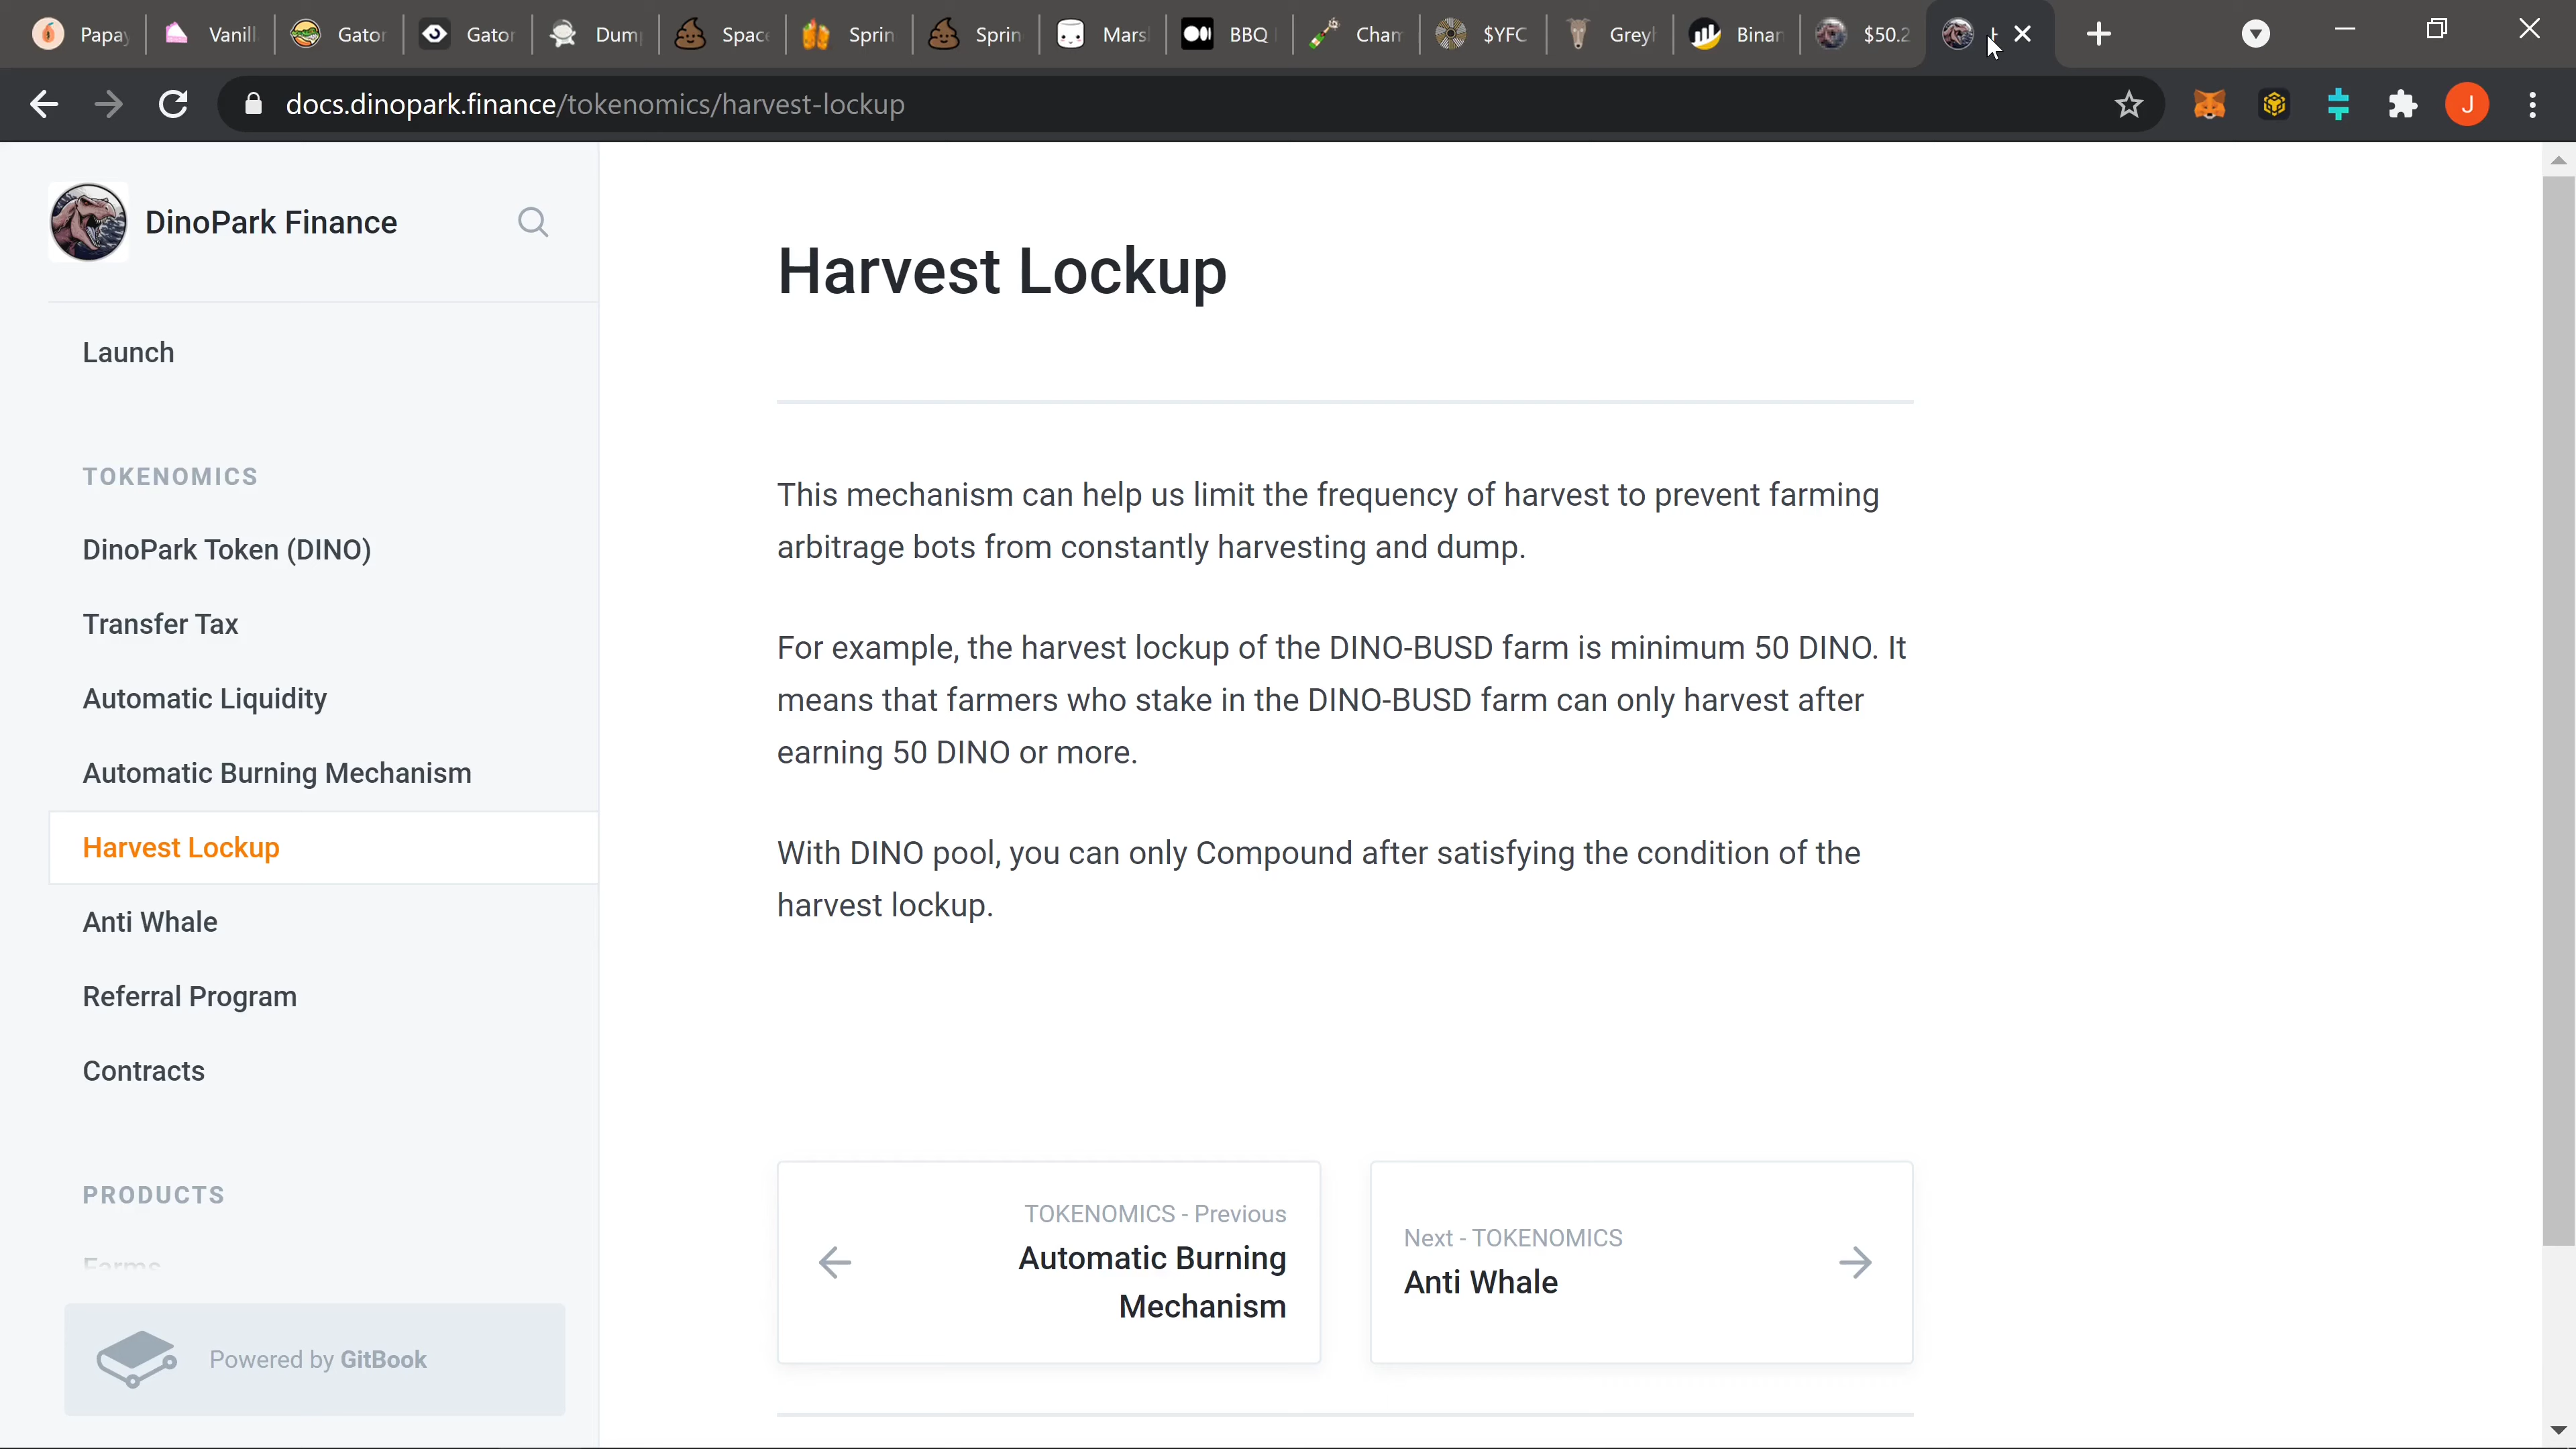 Papay
Vanill
Gator
Gator
Dum
Spac
Sprin
Sprin
Mars
BBQ
Cham
$YFC
Grey
Binan
$50.2
docs.dinopark.finance/tokenomics/harvest-lockup
J
DinoPark Finance
Launch
TOKENOMICS
DinoPark Token (DINO)
Transfer Tax
Automatic Liquidity
Automatic Burning Mechanism
Harvest Lockup
Anti Whale
Referral Program
Contracts
PRODUCTS
Farms
Powered by GitBook
Harvest Lockup
This mechanism can help us limit the frequency of harvest to prevent farming
arbitrage bots from constantly harvesting and dump.
For example, the harvest lockup of the DINO-BUSD farm is minimum 50 DINO. It
means that farmers who stake in the DINO-BUSD farm can only harvest after
earning 50 DINO or more.
With DINO pool, you can only Compound after satisfying the condition of the
harvest lockup.
TOKENOMICS - Previous
Automatic Burning
Mechanism
Next - TOKENOMICS
Anti Whale